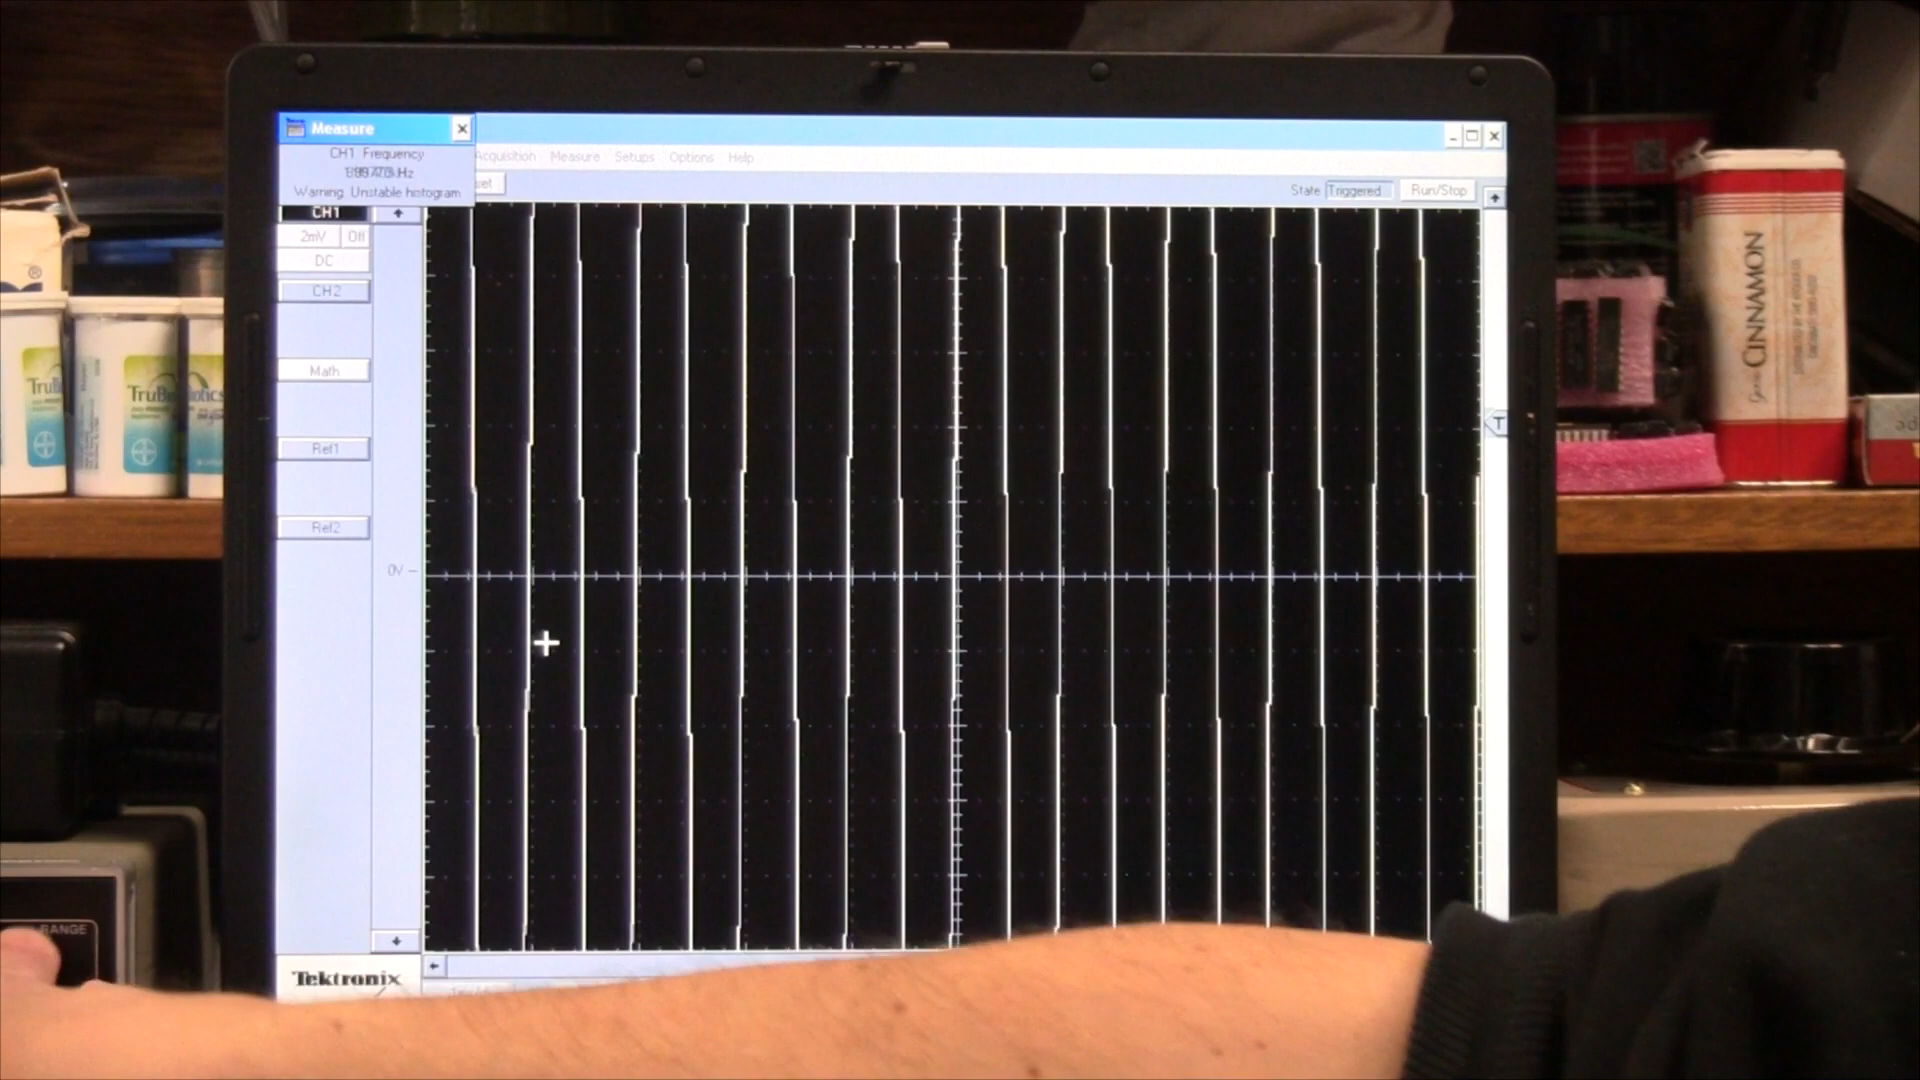 Measure
CH1 Frequency
Warning. Unstable histogram
Acquisition Measure Setups Options Help
State Triggered Run/Stop
CH1
2mV Off
DC
CH2
Math
Ref1
Ref2
0V
T
Tektronix
RANGE
CINNAMON
TruBiotics